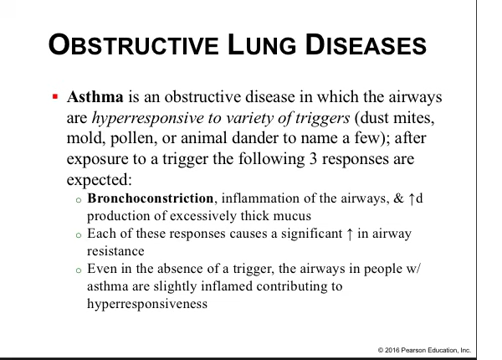 OBSTRUCTIVE LUNG DISEASES
▪ Asthma is an obstructive disease in which the airways
are hyperresponsive to variety of triggers (dust mites,
mold, pollen, or animal dander to name a few); after
exposure to a trigger the following 3 responses are
expected:
o Bronchoconstriction, inflammation of the airways, & ↑d
production of excessively thick mucus
o Each of these responses causes a significant ↑ in airway
resistance
o Even in the absence of a trigger, the airways in people w/
asthma are slightly inflamed contributing to
hyperresponsiveness
© 2016 Pearson Education, Inc.